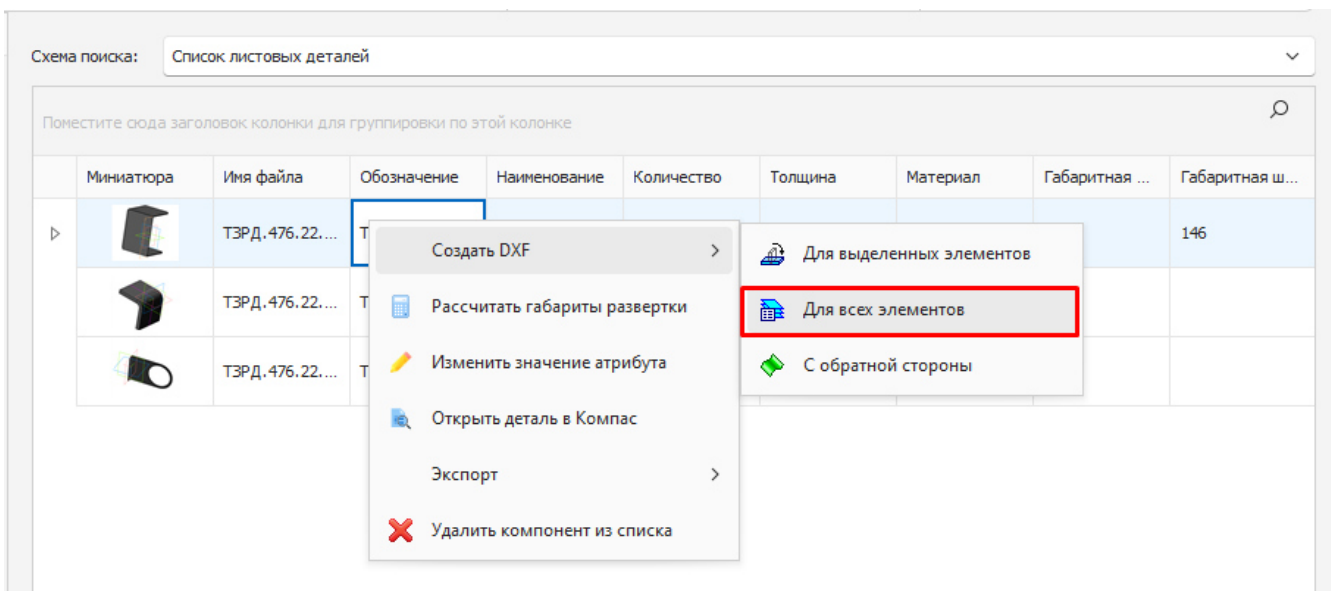 Схема поиска: Список листовых деталей
Поместите сюда заголовок колонки для группировки по этой колонке
Миниатюра Имя файла Обозначение Наименование Количество Толщина Материал Габаритная ... Габаритная ш...
ТЗРД.476.22.... Т 146
Создать DXF
Для выделенных элементов
ТЗРД.476.22.... Т
Рассчитать габариты развертки
Для всех элементов
ТЗРД.476.22.... Т
Изменить значение атрибута
С обратной стороны
Открыть деталь в Компас
Экспорт
Удалить компонент из списка